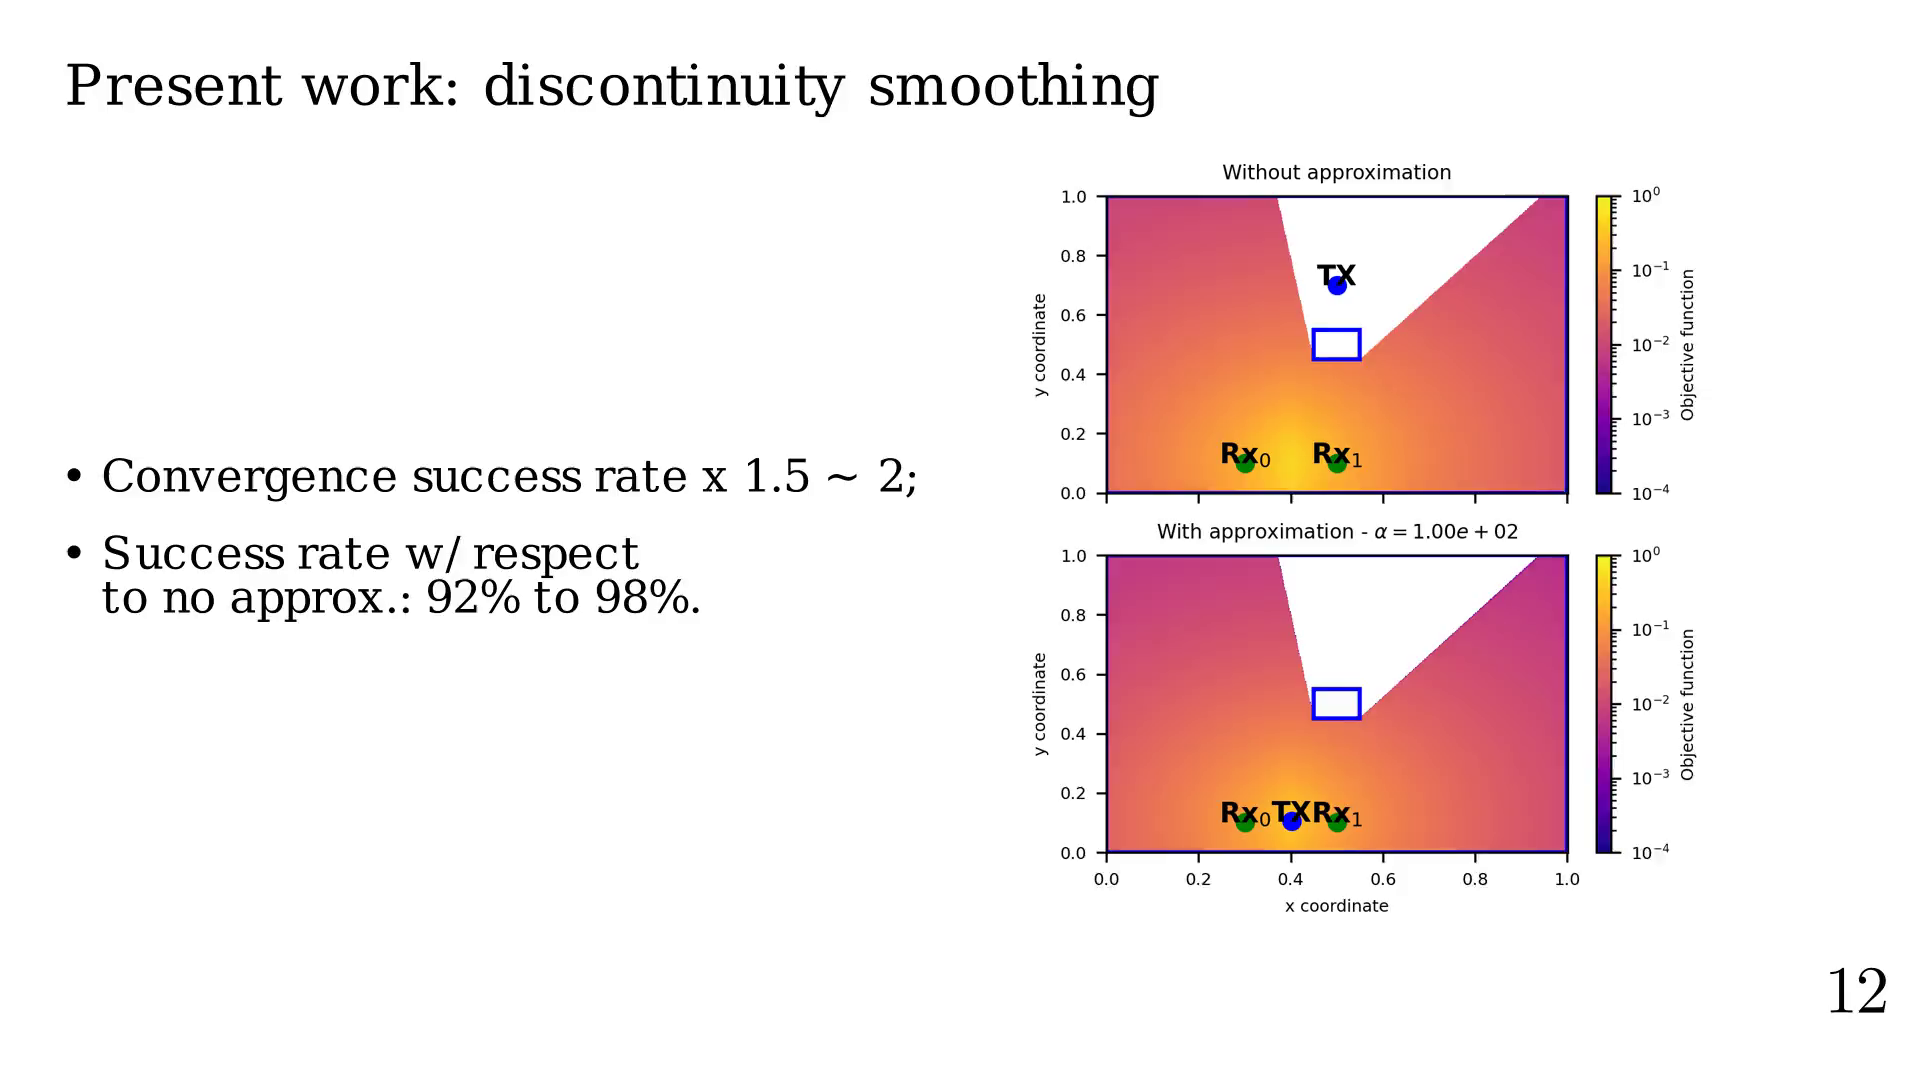 Present work: discontinuity smoothing
• Convergence success rate x 1.5 ~ 2;
• Success rate w/ respect
to no approx.: 92% to 98%.
Without approximation
1.0
0.8
0.6
0.4
0.2
0.0
y coordinate
TX
Rx₀
Rx₁
10⁰
10⁻¹
10⁻²
10⁻³
10⁻⁴
Objective function
With approximation - α = 1.00e + 02
1.0
0.8
0.6
0.4
0.2
0.0
y coordinate
Rx₀ TX Rx₁
0.0 0.2 0.4 0.6 0.8 1.0
x coordinate
10⁰
10⁻¹
10⁻²
10⁻³
10⁻⁴
Objective function
12